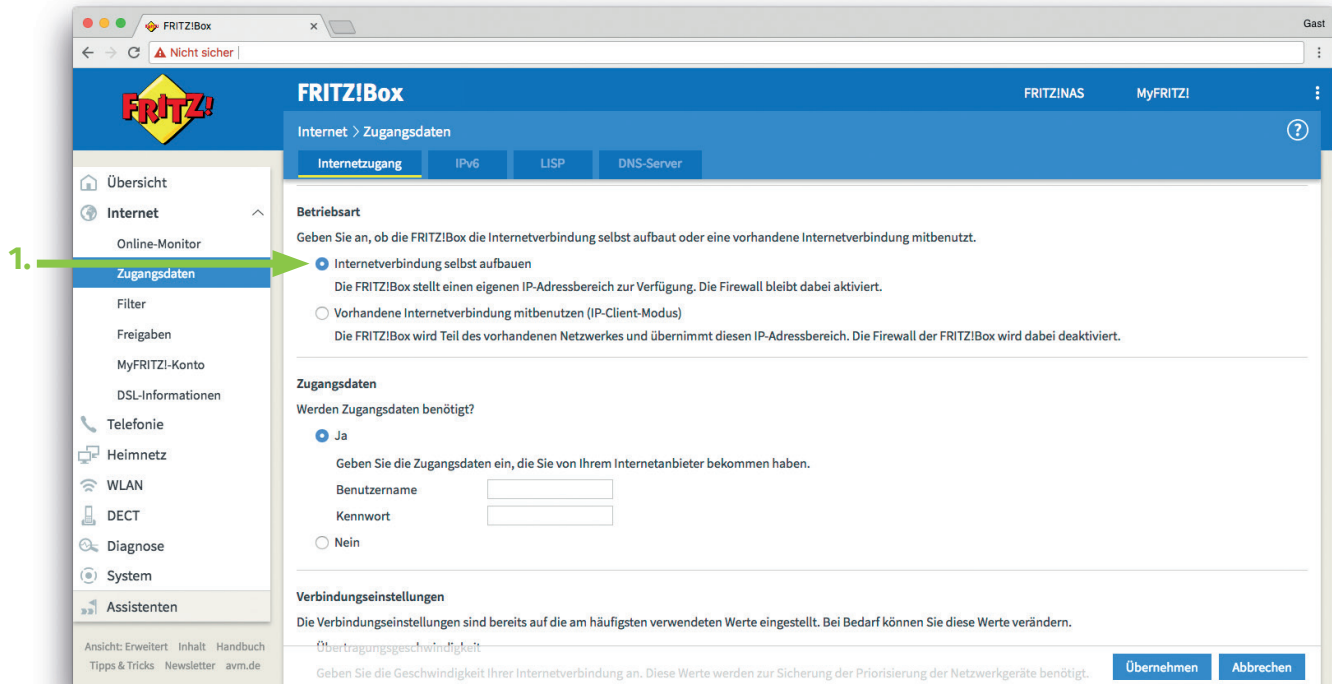 FRITZ!Box
Gast
Nicht sicher
FRITZ!
FRITZ!Box
FRITZ!NAS
MyFRITZ!
Internet > Zugangsdaten
Internetzugang
IPv6
LISP
DNS-Server
Übersicht
Internet
Online-Monitor
Zugangsdaten
Filter
Freigaben
MyFRITZ!-Konto
DSL-Informationen
Telefonie
Heimnetz
WLAN
DECT
Diagnose
System
Assistenten
Ansicht: Erweitert Inhalt Handbuch
Tipps & Tricks Newsletter avm.de
1.
Betriebsart
Geben Sie an, ob die FRITZ!Box die Internetverbindung selbst aufbaut oder eine vorhandene Internetverbindung mitbenutzt.
Internetverbindung selbst aufbauen
Die FRITZ!Box stellt einen eigenen IP-Adressbereich zur Verfügung. Die Firewall bleibt dabei aktiviert.
Vorhandene Internetverbindung mitbenutzen (IP-Client-Modus)
Die FRITZ!Box wird Teil des vorhandenen Netzwerkes und übernimmt diesen IP-Adressbereich. Die Firewall der FRITZ!Box wird dabei deaktiviert.
Zugangsdaten
Werden Zugangsdaten benötigt?
Ja
Geben Sie die Zugangsdaten ein, die Sie von Ihrem Internetanbieter bekommen haben.
Benutzername
Kennwort
Nein
Verbindungseinstellungen
Die Verbindungseinstellungen sind bereits auf die am häufigsten verwendeten Werte eingestellt. Bei Bedarf können Sie diese Werte verändern.
Übertragungsgeschwindigkeit
Geben Sie die Geschwindigkeit Ihrer Internetverbindung an. Diese Werte werden zur Sicherung der Priorisierung der Netzwerkgeräte benötigt.
Übernehmen
Abbrechen